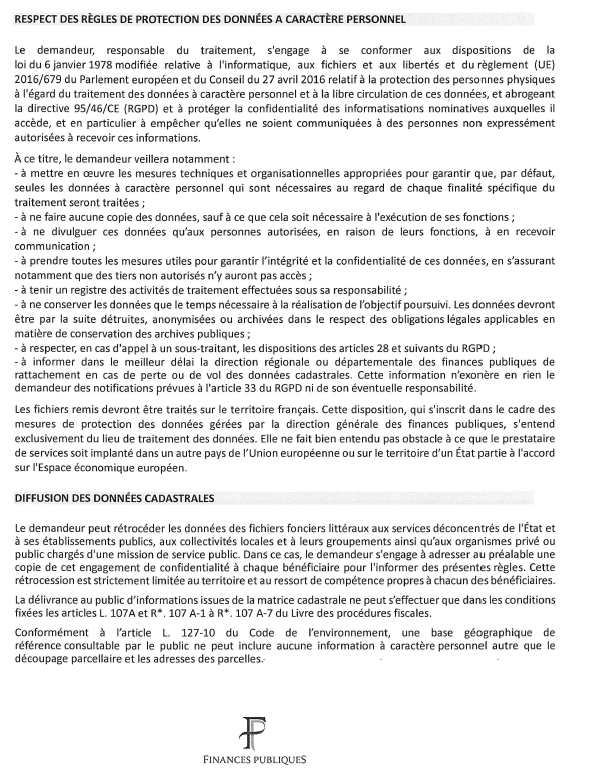 RESPECT DES RÈGLES DE PROTECTION DES DONNÉES A CARACTÈRE PERSONNEL
Le demandeur, responsable du traitement, s'engage à se conformer aux dispositions de la
loi du 6 janvier 1978 modifiée relative à l'informatique, aux fichiers et aux libertés et du règlement (UE)
2016/679 du Parlement européen et du Conseil du 27 avril 2016 relatif à la protection des personnes physiques
à l'égard du traitement des données à caractère personnel et à la libre circulation de ces données, et abrogeant
la directive 95/46/CE (RGPD) et à protéger la confidentialité des informatisations nominatives auxquelles il
accède, et en particulier à empêcher qu'elles ne soient communiquées à des personnes non expressément
autorisées à recevoir ces informations.
À ce titre, le demandeur veillera notamment :
- à mettre en œuvre les mesures techniques et organisationnelles appropriées pour garantir que, par défaut,
seules les données à caractère personnel qui sont nécessaires au regard de chaque finalité spécifique du
traitement seront traitées ;
- à ne faire aucune copie des données, sauf à ce que cela soit nécessaire à l'exécution de ses fonctions ;
- à ne divulguer ces données qu'aux personnes autorisées, en raison de leurs fonctions, à en recevoir
communication ;
- à prendre toutes les mesures utiles pour garantir l'intégrité et la confidentialité de ces données, en s'assurant
notamment que des tiers non autorisés n'y auront pas accès ;
- à tenir un registre des activités de traitement effectuées sous sa responsabilité ;
- à ne conserver les données que le temps nécessaire à la réalisation de l'objectif poursuivi. Les données devront
être par la suite détruites, anonymisées ou archivées dans le respect des obligations légales applicables en
matière de conservation des archives publiques ;
- à respecter, en cas d'appel à un sous-traitant, les dispositions des articles 28 et suivants du RGPD ;
- à informer dans le meilleur délai la direction régionale ou départementale des finances publiques de
rattachement en cas de perte ou de vol des données cadastrales. Cette information n'exonère en rien le
demandeur des notifications prévues à l'article 33 du RGPD ni de son éventuelle responsabilité.
Les fichiers remis devront être traités sur le territoire français. Cette disposition, qui s'inscrit dans le cadre des
mesures de protection des données gérées par la direction générale des finances publiques, s'entend
exclusivement du lieu de traitement des données. Elle ne fait bien entendu pas obstacle à ce que le prestataire
de services soit implanté dans un autre pays de l'Union européenne ou sur le territoire d'un État partie à l'accord
sur l'Espace économique européen.
DIFFUSION DES DONNÉES CADASTRALES
Le demandeur peut rétrocéder les données des fichiers fonciers littéraux aux services déconcentrés de l'État et
à ses établissements publics, aux collectivités locales et à leurs groupements ainsi qu'aux organismes privé ou
public chargés d'une mission de service public. Dans ce cas, le demandeur s'engage à adresser au préalable une
copie de cet engagement de confidentialité à chaque bénéficiaire pour l'informer des présentes règles. Cette
rétrocession est strictement limitée au territoire et au ressort de compétence propres à chacun des bénéficiaires.
La délivrance au public d'informations issues de la matrice cadastrale ne peut s'effectuer que dans les conditions
fixées les articles L. 107A et R*. 107 A-1 à R*. 107 A-7 du Livre des procédures fiscales.
Conformément à l'article L. 127-10 du Code de l'environnement, une base géographique de
référence consultable par le public ne peut inclure aucune information à caractère personnel autre que le
découpage parcellaire et les adresses des parcelles.
FINANCES PUBLIQUES